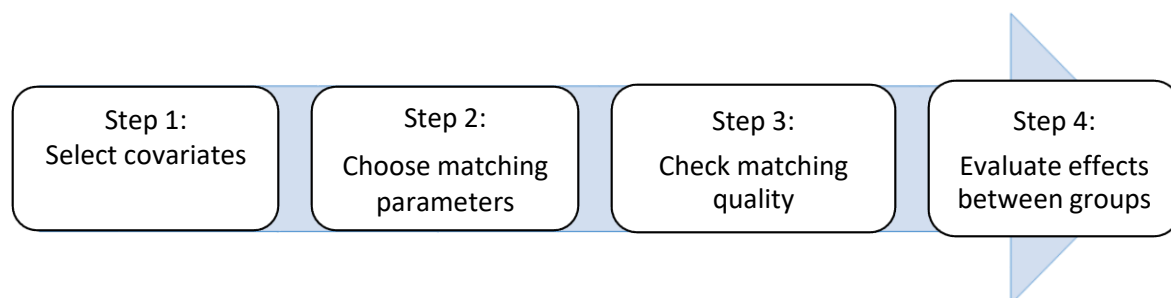 Step 1:
Select covariates
Step 2:
Choose matching
parameters
Step 3:
Check matching
quality
Step 4:
Evaluate effects
between groups